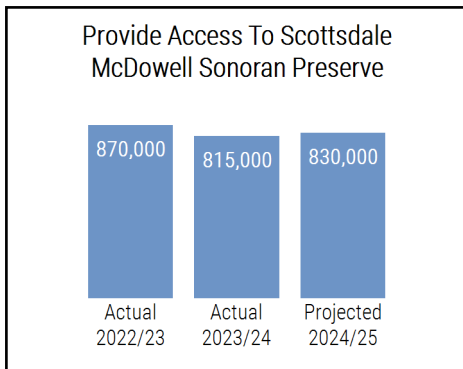 Provide Access To Scottsdale
McDowell Sonoran Preserve
870,000
815,000
830,000
Actual
2022/23
Actual
2023/24
Projected
2024/25